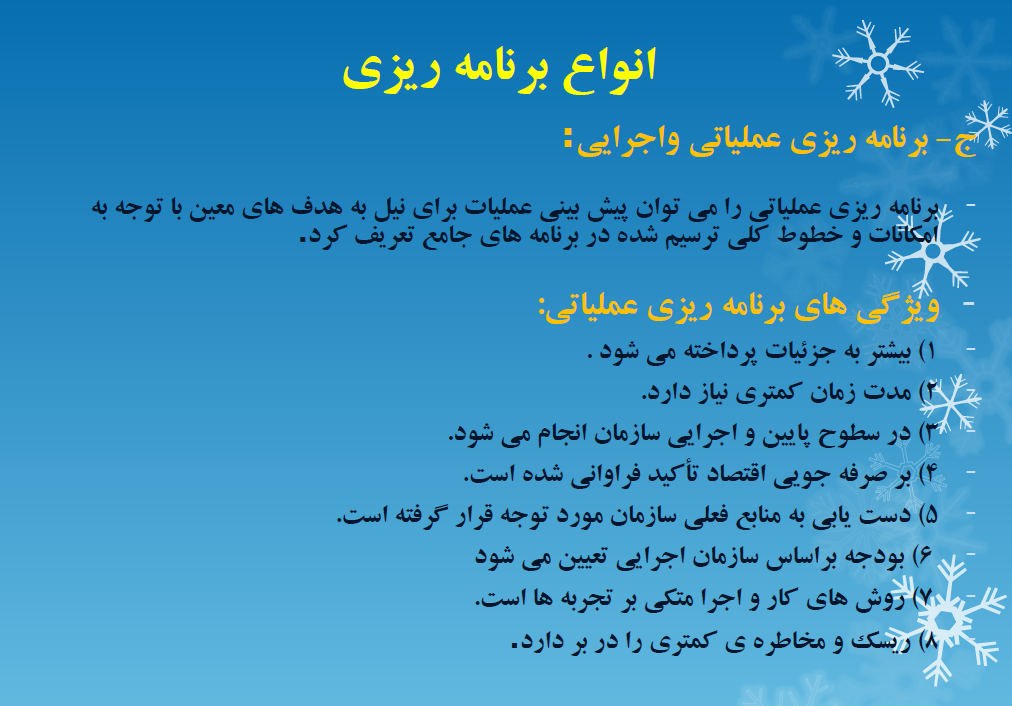 انواع برنامه ریزی
ج- برنامه ریزی عملیاتی واجرایی:
- برنامه ریزی عملیاتی را می توان پیش بینی عملیات برای نیل به هدف های معین با توجه به
امکانات و خطوط کلی ترسیم شده در برنامه های جامع تعریف کرد.
- ویژگی های برنامه ریزی عملیاتی:
- ۱) بیشتر به جزئیات پرداخته می شود .
- ۲) مدت زمان کمتری نیاز دارد.
- ۳) در سطوح پایین و اجرایی سازمان انجام می شود.
- ۴) بر صرفه جویی اقتصاد تأکید فراوانی شده است.
- ۵) دست یابی به منابع فعلی سازمان مورد توجه قرار گرفته است.
- ۶) بودجه براساس سازمان اجرایی تعیین می شود
- ۷) روش های کار و اجرا متکی بر تجربه ها است.
- ۸) ریسک و مخاطره ی کمتری را در بر دارد.